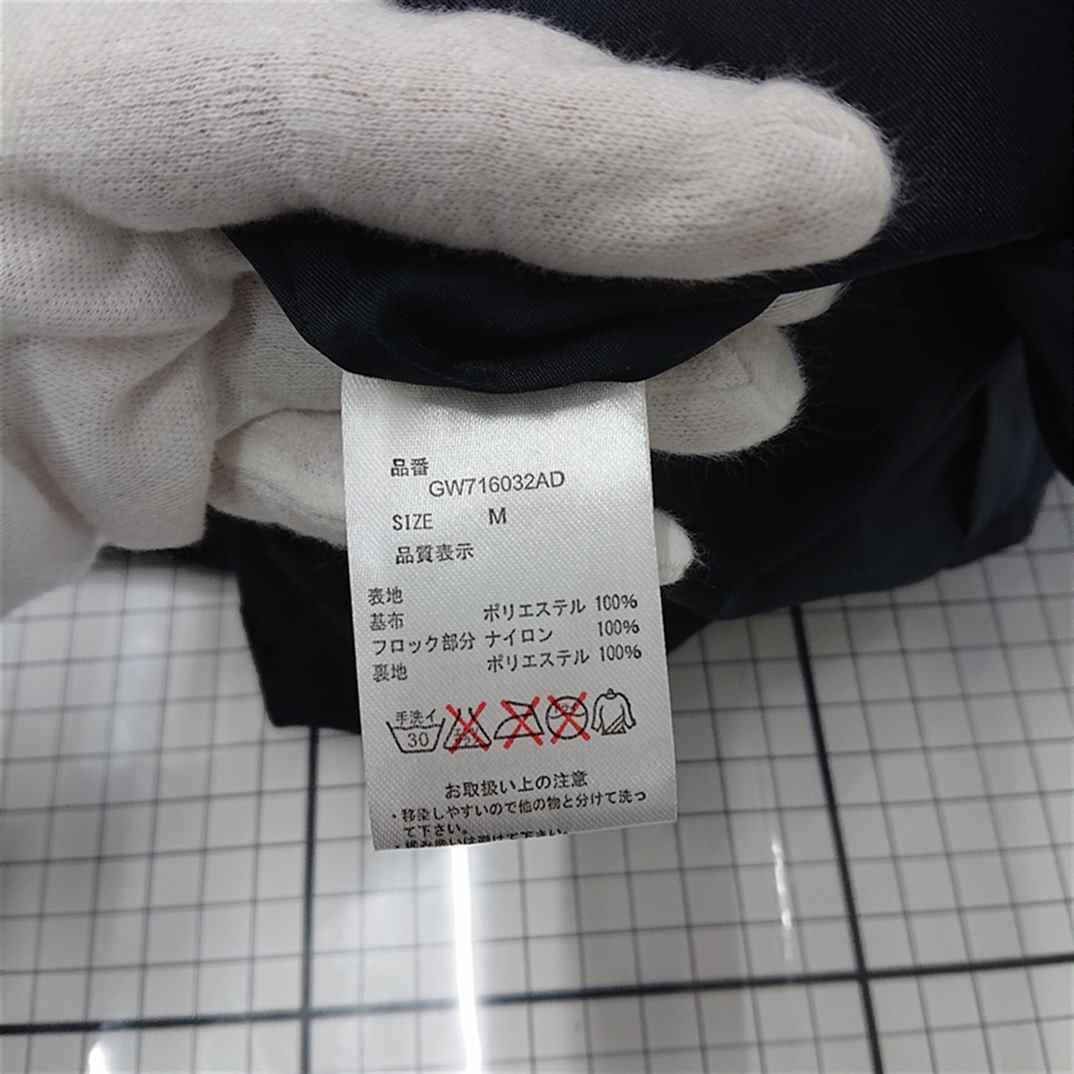 品番
GW716032AD
SIZE M
品質表示
表地
基布 ポリエステル 100%
フロック部分 ナイロン 100%
裏地 ポリエステル 100%
手洗イ
30
お取扱い上の注意
・移染しやすいので他の物と分けて洗っ
て下さい。